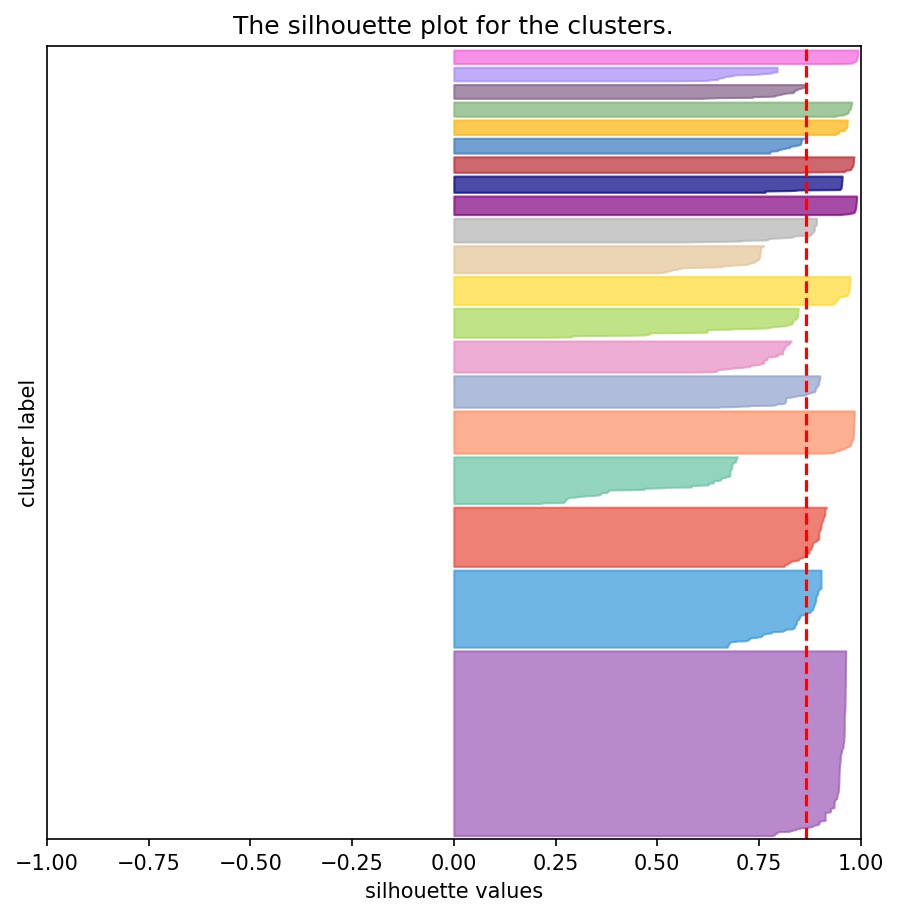 The silhouette plot for the clusters.
cluster label
−1.00 −0.75 −0.50 −0.25 0.00 0.25 0.50 0.75 1.00
silhouette values